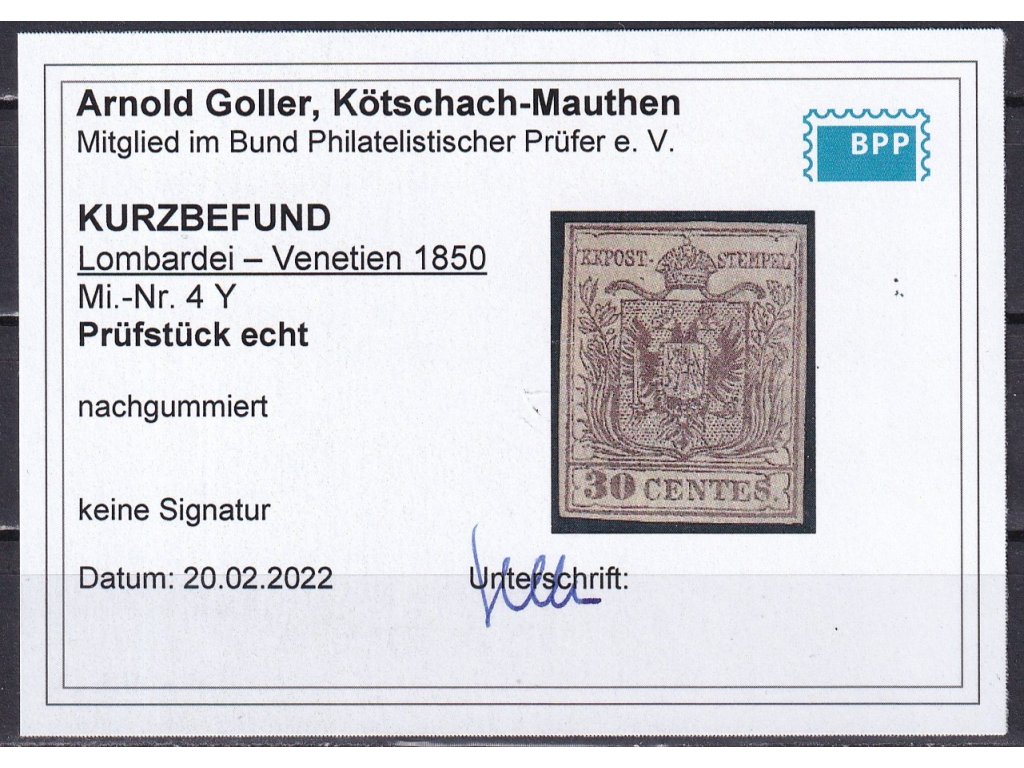 Arnold Goller, Kötschach-Mauthen
Mitglied im Bund Philatelistischer Prüfer e. V.
BPP
KURZBEFUND
Lombardei – Venetien 1850
Mi.-Nr. 4 Y
Prüfstück echt
KKPOST-STEMPEL
30 CENTES.
nachgummiert
keine Signatur
Datum: 20.02.2022
Unterschrift: